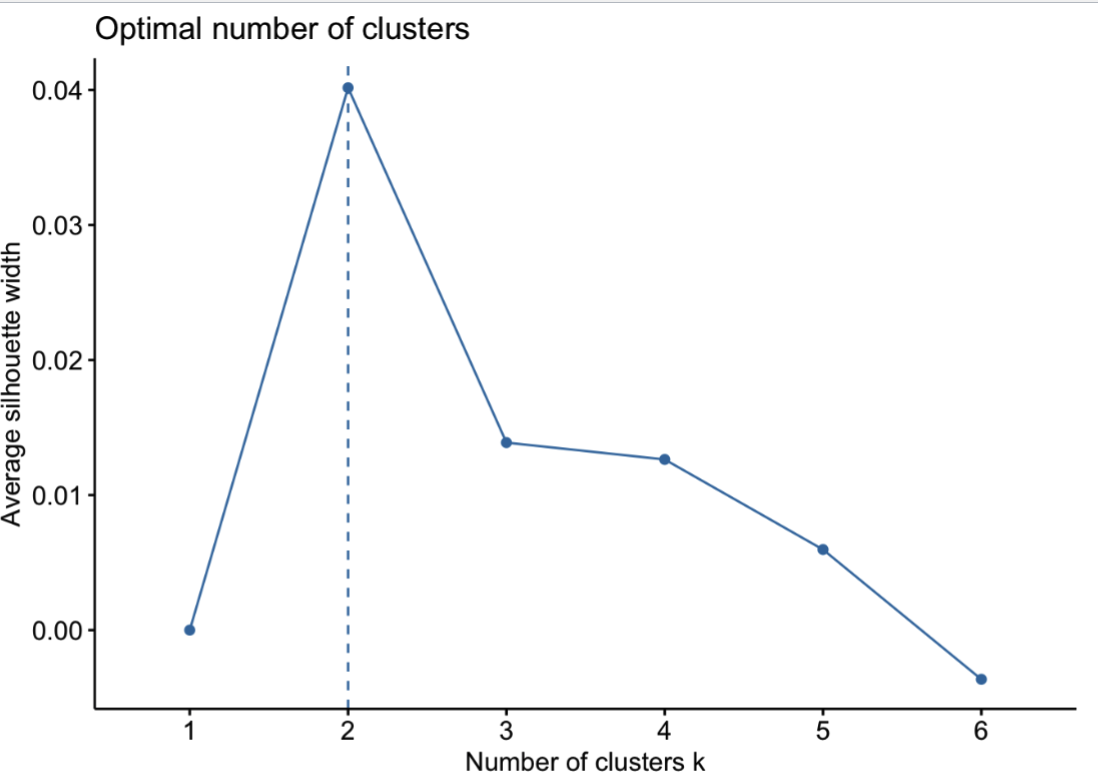 Optimal number of clusters
Average silhouette width
0.04
0.03
0.02
0.01
0.00
1 2 3 4 5 6
Number of clusters k